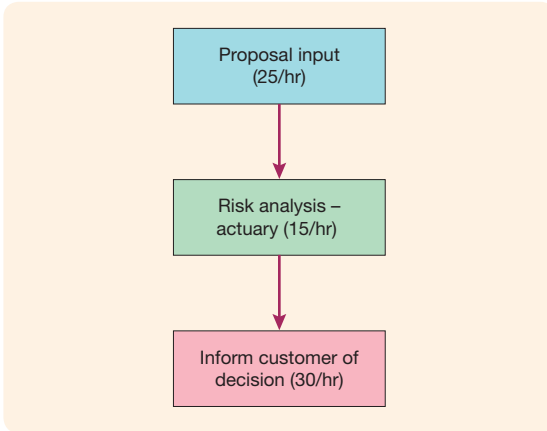 Proposal input
(25/hr)
Risk analysis –
actuary (15/hr)
Inform customer of
decision (30/hr)